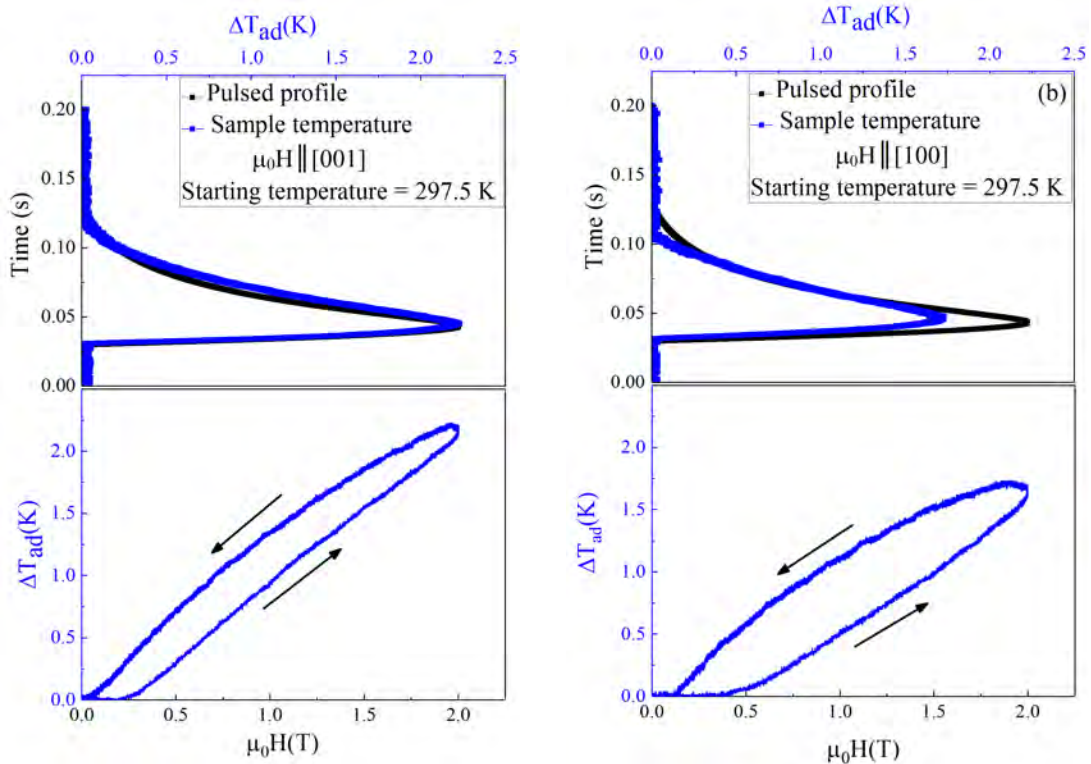 ΔTad(K)
0.0 0.5 1.0 1.5 2.0 2.5
Pulsed profile
Sample temperature
μ0H∥[001]
Starting temperature = 297.5 K
0.20
0.15
0.10
0.05
0.00
Time (s)
2.0
1.5
1.0
0.5
0.0
ΔTad(K)
0.0 0.5 1.0 1.5 2.0
μ0H(T)
ΔTad(K)
0.0 0.5 1.0 1.5 2.0 2.5
(b)
Pulsed profile
Sample temperature
μ0H∥[100]
Starting temperature = 297.5 K
0.20
0.15
0.10
0.05
0.00
Time (s)
2.0
1.5
1.0
0.5
0.0
ΔTad(K)
0.0 0.5 1.0 1.5 2.0
μ0H(T)